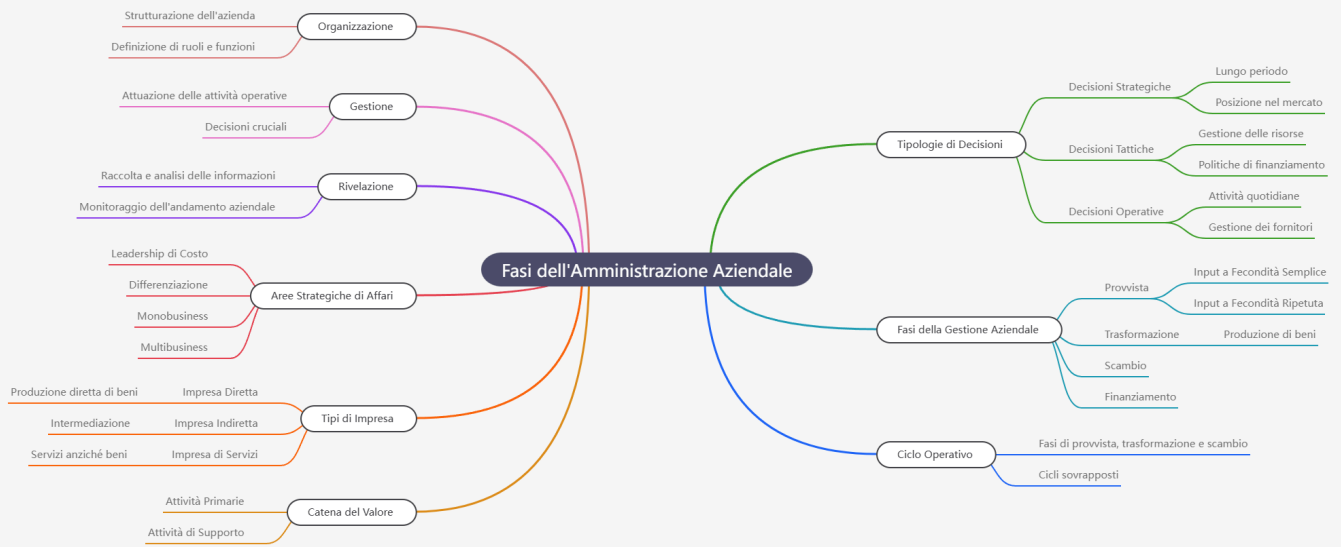 Fasi dell'Amministrazione Aziendale
Organizzazione
Strutturazione dell'azienda
Definizione di ruoli e funzioni
Gestione
Attuazione delle attività operative
Decisioni cruciali
Rivelazione
Raccolta e analisi delle informazioni
Monitoraggio dell'andamento aziendale
Aree Strategiche di Affari
Leadership di Costo
Differenziazione
Monobusiness
Multibusiness
Tipi di Impresa
Impresa Diretta
Produzione diretta di beni
Impresa Indiretta
Intermediazione
Impresa di Servizi
Servizi anziché beni
Catena del Valore
Attività Primarie
Attività di Supporto
Tipologie di Decisioni
Decisioni Strategiche
Lungo periodo
Posizione nel mercato
Decisioni Tattiche
Gestione delle risorse
Politiche di finanziamento
Decisioni Operative
Attività quotidiane
Gestione dei fornitori
Fasi della Gestione Aziendale
Provvista
Input a Fecondità Semplice
Input a Fecondità Ripetuta
Trasformazione
Produzione di beni
Scambio
Finanziamento
Ciclo Operativo
Fasi di provvista, trasformazione e scambio
Cicli sovrapposti